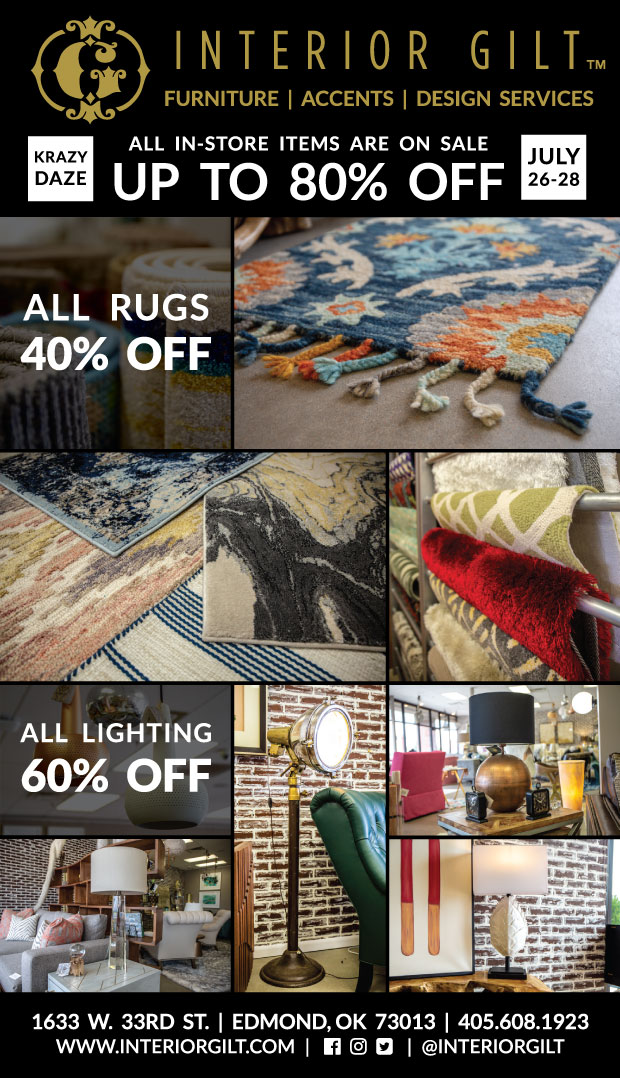 INTERIOR GILT™
FURNITURE | ACCENTS | DESIGN SERVICES
KRAZY
DAZE
ALL IN-STORE ITEMS ARE ON SALE
UP TO 80% OFF
JULY
26-28
ALL RUGS
40% OFF
ALL LIGHTING
60% OFF
1633 W. 33RD ST. | EDMOND, OK 73013 | 405.608.1923
WWW.INTERIORGILT.COM | | @INTERIORGILT